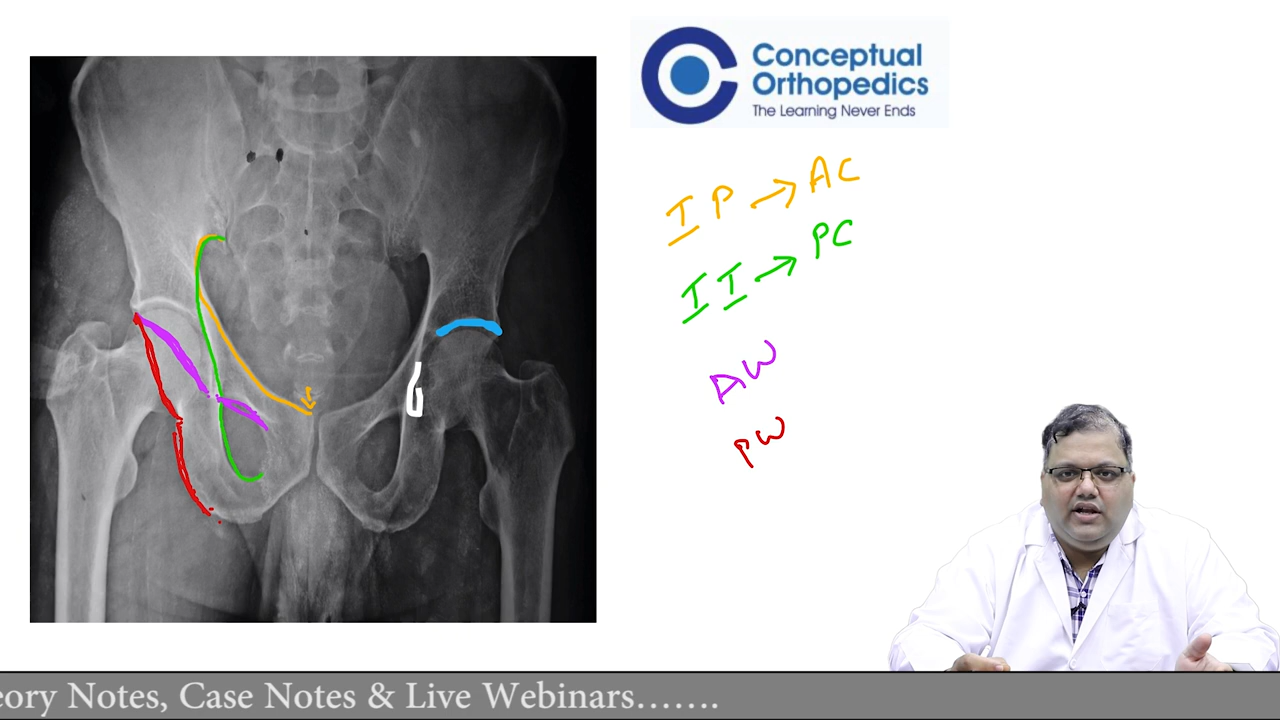 Conceptual
Orthopedics
The Learning Never Ends
IP → AC
II → PC
AW
PW
eory Notes, Case Notes & Live Webinars.......